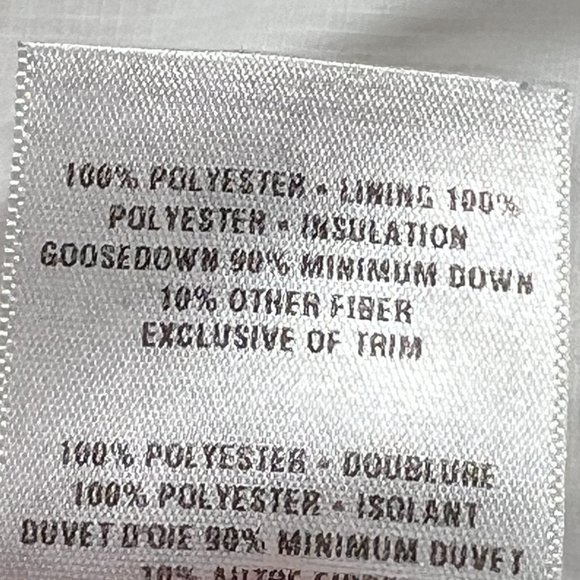 100% POLYESTER - LINING 100%
POLYESTER - INSULATION
GOOSEDOWN 90% MINIMUM DOWN
10% OTHER FIBER
EXCLUSIVE OF TRIM
100% POLYESTER - DOUBLURE
100% POLYESTER - ISOLANT
DUVET D'OIE 90% MINIMUM DUVET
10%